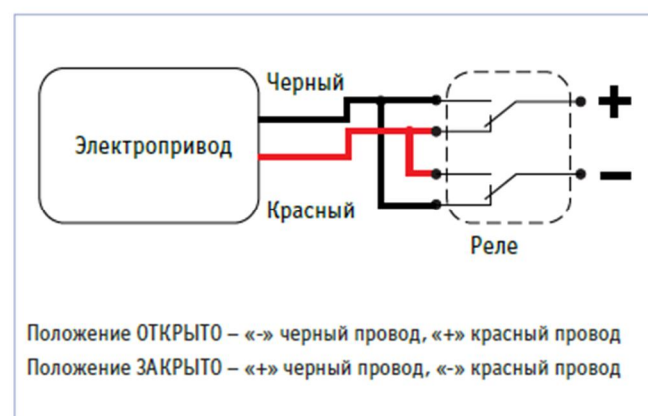 Черный
+
Электропривод
-
Красный
Реле
Положение ОТКРЫТО – «-» черный провод, «+» красный провод
Положение ЗАКРЫТО – «+» черный провод, «-» красный провод